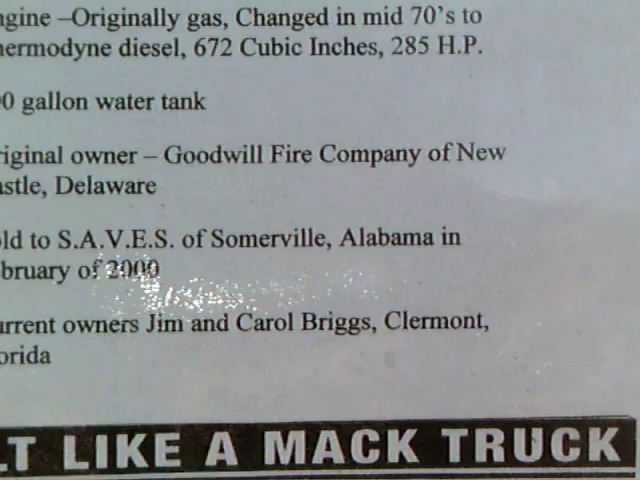 ngine –Originally gas, Changed in mid 70's to
hermodyne diesel, 672 Cubic Inches, 285 H.P.
0 gallon water tank
riginal owner – Goodwill Fire Company of New
astle, Delaware
old to S.A.V.E.S. of Somerville, Alabama in
bruary of 2000
urrent owners Jim and Carol Briggs, Clermont,
orida
LT LIKE A MACK TRUCK